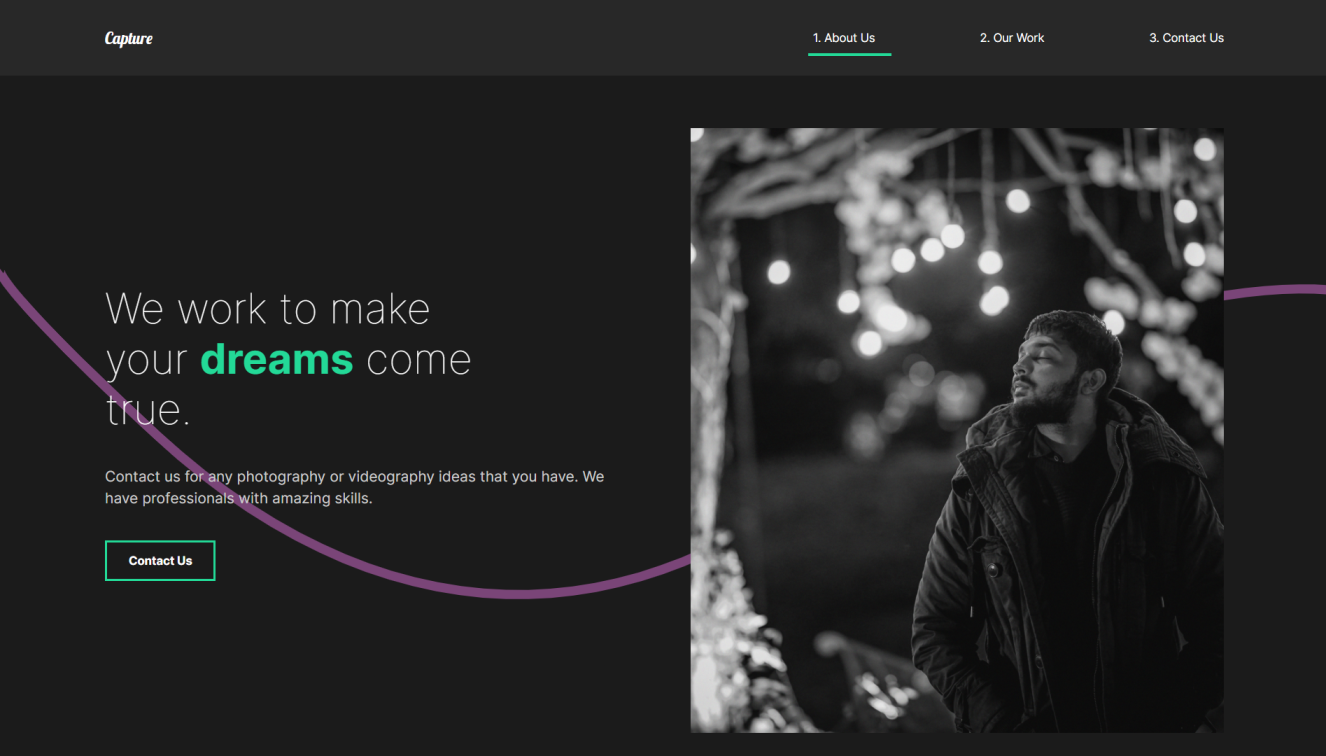 Capture
1. About Us
2. Our Work
3. Contact Us
We work to make
your dreams come
true.
Contact us for any photography or videography ideas that you have. We
have professionals with amazing skills.
Contact Us